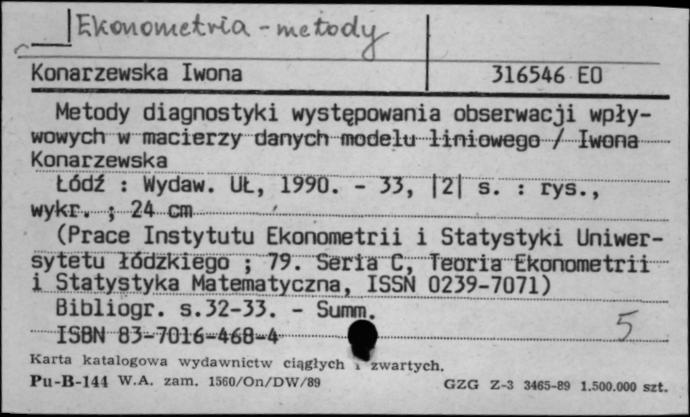 Ekonometria - metody
Konarzewska Iwona 316546 EO
Metody diagnostyki występowania obserwacji wpły-
wowych w macierzy danych modelu liniowego / Iwona
Konarzewska
Łódź : Wydaw. UŁ, 1990. - 33, |2| s. : rys.,
wykr. ; 24 cm
(Prace Instytutu Ekonometrii i Statystyki Uniwer-
sytetu łódzkiego ; 79. Seria C, Teoria Ekonometrii
i Statystyka Matematyczna, ISSN 0239-7071)
Bibliogr. s.32-33. - Summ.
ISBN 83-7016-468-4 5
Karta katalogowa wydawnictw ciągłych i zwartych.
Pu-B-144 W.A. zam. 1560/On/DW/89 GZG Z-3 3465-89 1.500.000 szt.